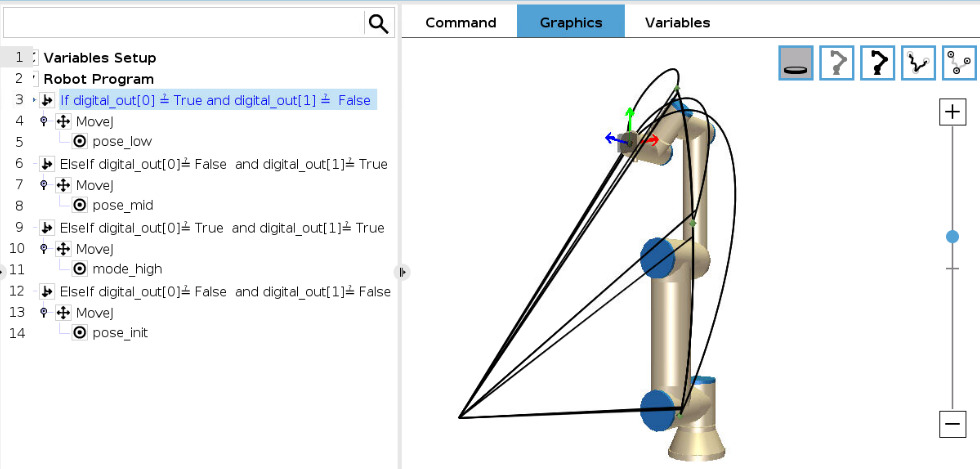 Command Graphics Variables
1 Variables Setup
2 Robot Program
3 If digital_out[0] ≟ True and digital_out[1] ≟ False
4 MoveJ
5 pose_low
6 ElseIf digital_out[0]≟ False and digital_out[1]≟ True
7 MoveJ
8 pose_mid
9 ElseIf digital_out[0]≟ True and digital_out[1]≟ True
10 MoveJ
11 mode_high
12 ElseIf digital_out[0]≟ False and digital_out[1]≟ False
13 MoveJ
14 pose_init